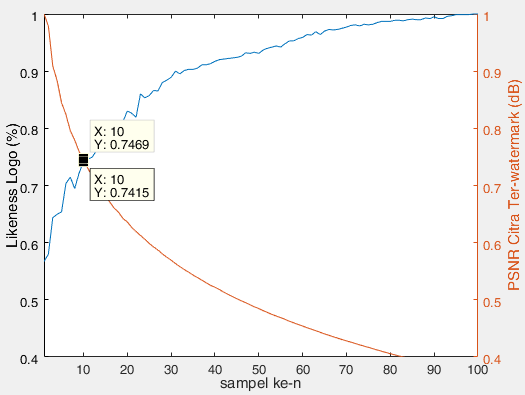 1
0.9
0.8
0.7
0.6
0.5
0.4
Likeness Logo (%)
X: 10
Y: 0.7469
X: 10
Y: 0.7415
1
0.9
0.8
0.7
0.6
0.5
0.4
PSNR Citra Ter-watermark (dB)
10 20 30 40 50 60 70 80 90 100
sampel ke-n